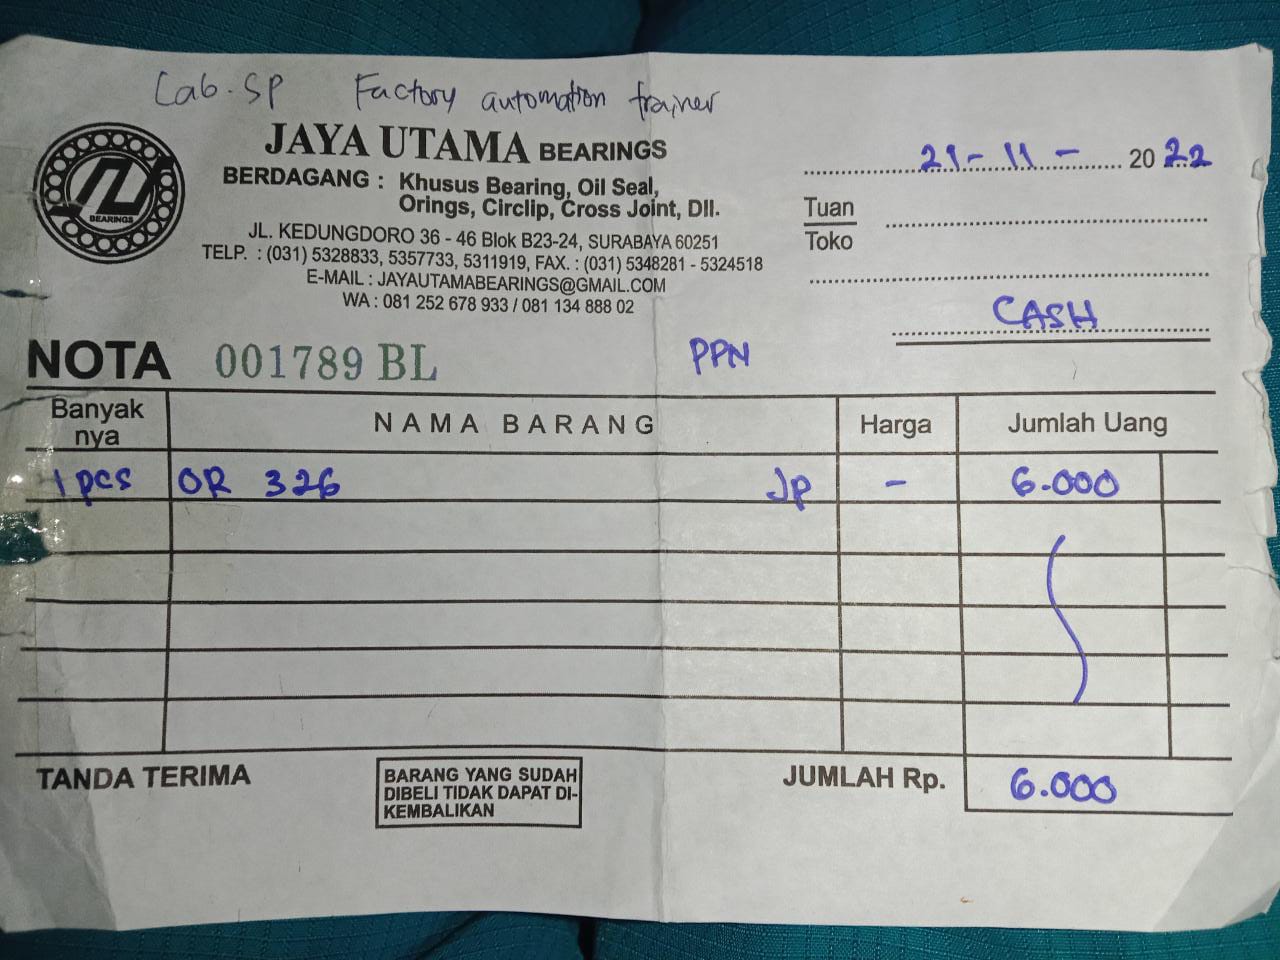 Lab. SP Factory automation trainer
JAYA UTAMA BEARINGS
BERDAGANG : Khusus Bearing, Oil Seal,
Orings, Circlip, Cross Joint, Dll.
JL. KEDUNGDORO 36 - 46 Blok B23-24, SURABAYA 60251
TELP. : (031) 5328833, 5357733, 5311919, FAX. : (031) 5348281 - 5324518
E-MAIL : JAYAUTAMABEARINGS@GMAIL.COM
WA : 081 252 678 933 / 081 134 888 02
JU
BEARINGS
21 - 11 - 2022
Tuan
Toko
CASH
NOTA 001789 BL PPN
Banyak nya NAMA BARANG Harga Jumlah Uang
1 pcs OR 326 Jp - 6.000
TANDA TERIMA
BARANG YANG SUDAH
DIBELI TIDAK DAPAT DI-
KEMBALIKAN
JUMLAH Rp. 6.000